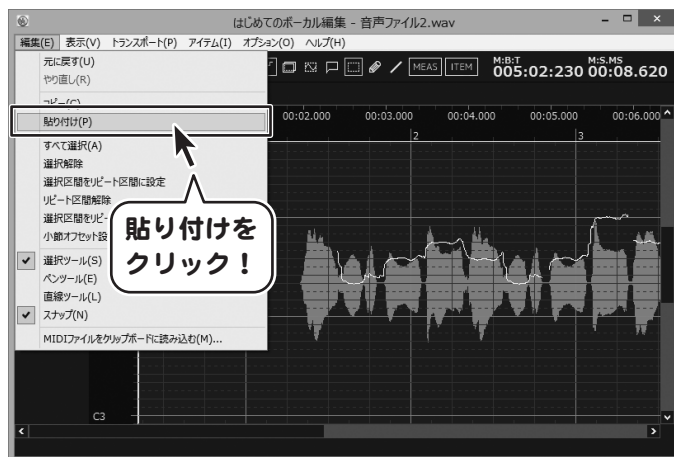 はじめてのボーカル編集 - 音声ファイル2.wav
編集(E) 表示(V) トランスポート(P) アイテム(I) オプション(O) ヘルプ(H)
元に戻す(U)
やり直し(R)
MEAS ITEM
M:B:T M:S.MS
005:02:230 00:08.620
コピー(C)
貼り付け(P)
00:02.000 00:03.000 00:04.000 00:05.000 00:06.000
2 3
すべて選択(A)
選択解除
選択区間をリピート区間に設定
リピート区間解除
選択区間をリピー
小節オフセット設
貼り付けを
クリック！
選択ツール(S)
ペンツール(E)
直線ツール(L)
スナップ(N)
MIDIファイルをクリップボードに読み込む(M)...
C3